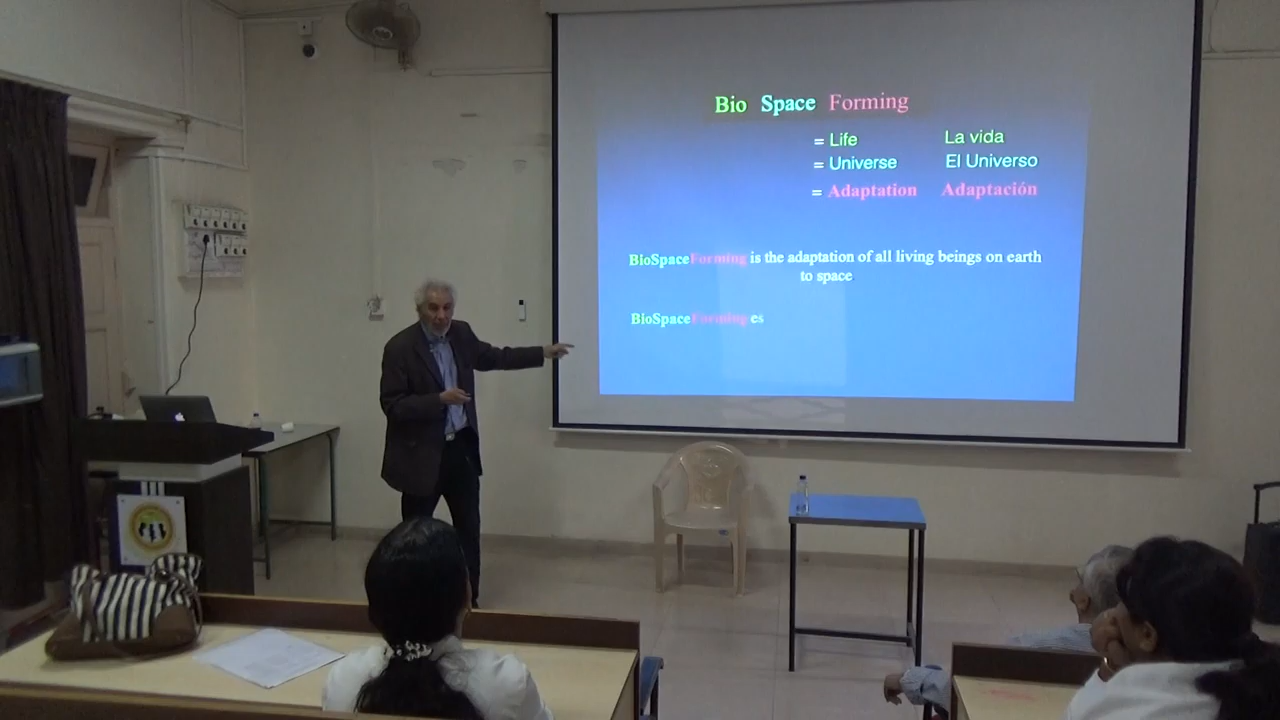 Bio Space Forming
= Life La vida
= Universe El Universo
= Adaptation Adaptación
BioSpaceForming is the adaptation of all living beings on earth
to space
BioSpaceForming es